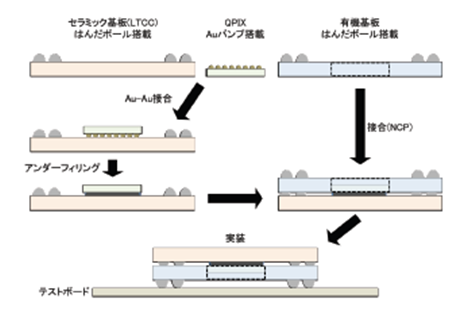 セラミック基板(LTCC)
はんだボール搭載
QPIX
Auバンプ搭載
有機基板
はんだボール搭載
Au-Au接合
接合(NCP)
アンダーフィリング
実装
テストボード